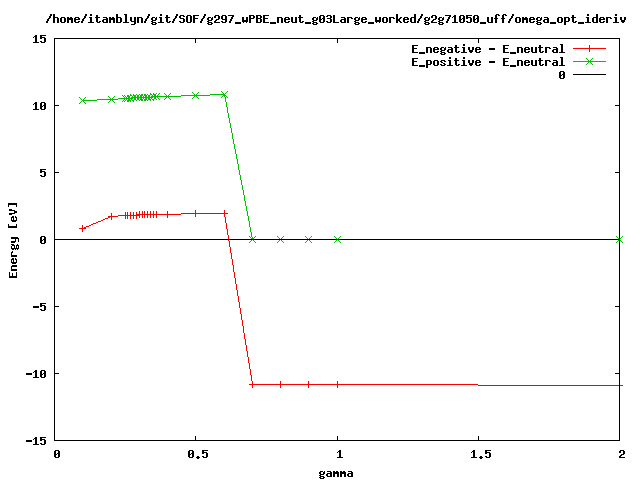 /home/itamblyn/git/SOF/g297_wPBE_neut_g03Large_worked/g2g71050_uff/omega_opt_ideriv
E_negative - E_neutral
E_positive - E_neutral
0
15
10
5
0
-5
-10
-15
Energy [eV]
0 0.5 1 1.5 2
gamma